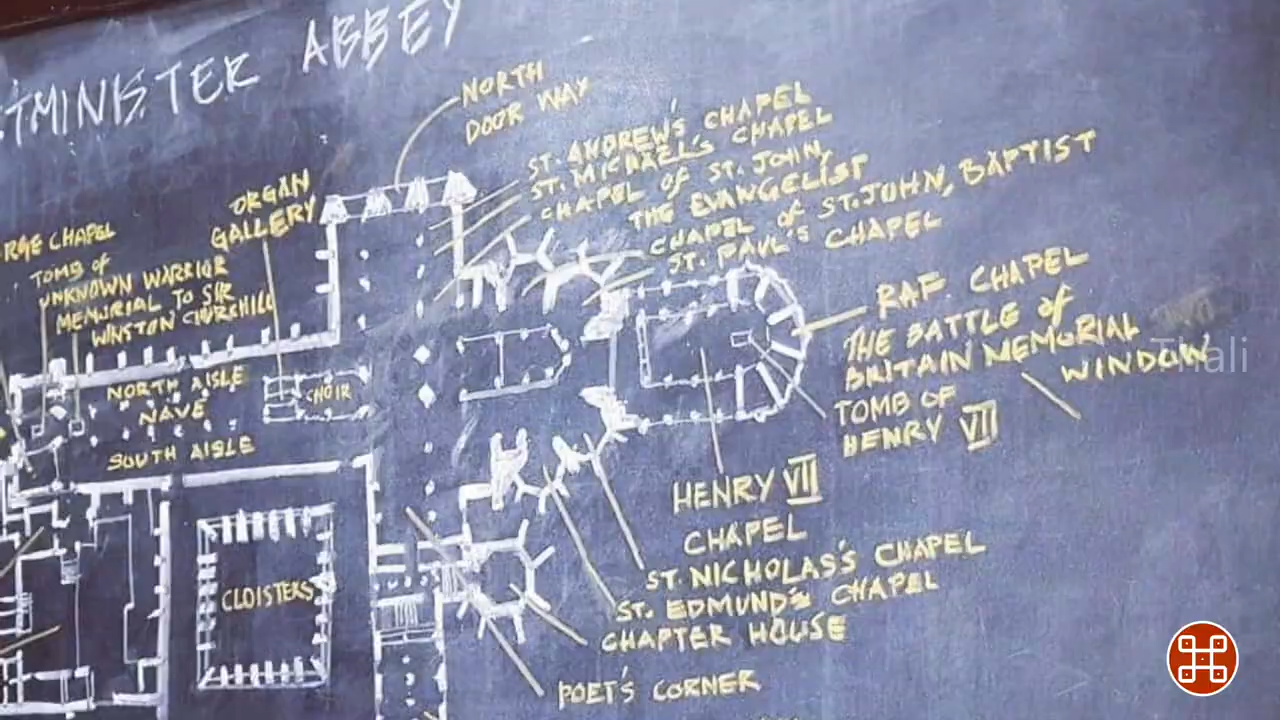 TMINISTER ABBEY
NORTH
DOOR WAY
ST. ANDREW'S CHAPEL
ST. MICHAEL'S CHAPEL
CHAPEL OF ST. JOHN,
THE EVANGELIST
CHAPEL of ST. JOHN, BAPTIST
ST. PAUL'S CHAPEL
ORGAN
GALLERY
RGE CHAPEL
TOMB of
UNKNOWN WARRIOR
MEMORIAL TO SIR
WINSTON CHURCHILL
RAF CHAPEL
THE BATTLE of
BRITAIN MEMORIAL
WINDOW
Thali
TOMB OF
HENRY VII
NORTH AISLE
NAVE
SOUTH AISLE
CHOIR
HENRY VII
CHAPEL
CLOISTERS
ST. NICHOLAS'S CHAPEL
ST. EDMUND'S CHAPEL
CHAPTER HOUSE
POET'S CORNER